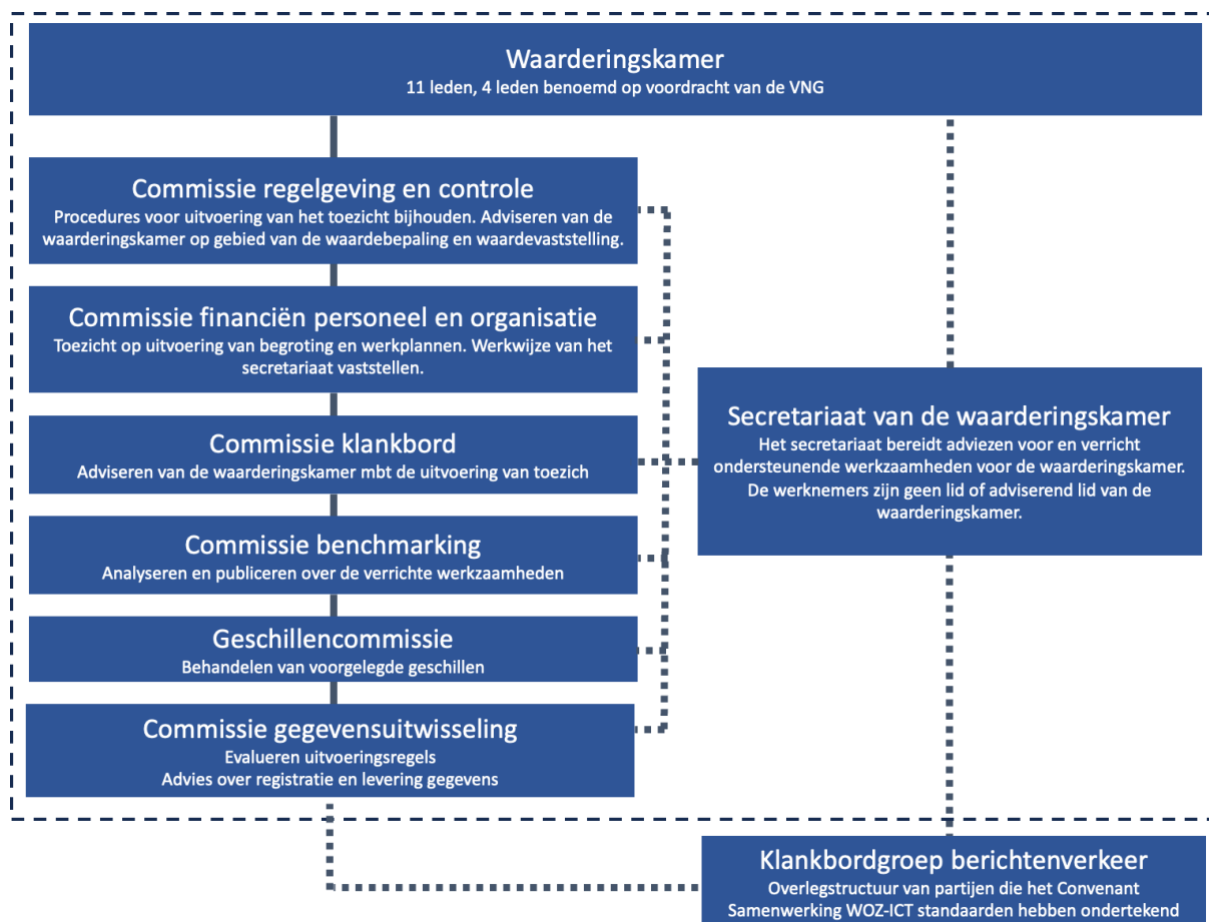 Waarderingskamer
11 leden, 4 leden benoemd op voordracht van de VNG
Commissie regelgeving en controle
Procedures voor uitvoering van het toezicht bijhouden. Adviseren van de
waarderingskamer op gebied van de waardebepaling en waardevaststelling.
Commissie financiën personeel en organisatie
Toezicht op uitvoering van begroting en werkplannen. Werkwijze van het
secretariaat vaststellen.
Commissie klankbord
Adviseren van de waarderingskamer mbt de uitvoering van toezich
Commissie benchmarking
Analyseren en publiceren over de verrichte werkzaamheden
Geschillencommissie
Behandelen van voorgelegde geschillen
Commissie gegevensuitwisseling
Evalueren uitvoeringsregels
Advies over registratie en levering gegevens
Secretariaat van de waarderingskamer
Het secretariaat bereidt adviezen voor en verricht
ondersteunende werkzaamheden voor de waarderingskamer.
De werknemers zijn geen lid of adviserend lid van de
waarderingskamer.
Klankbordgroep berichtenverkeer
Overlegstructuur van partijen die het Convenant
Samenwerking WOZ-ICT standaarden hebben ondertekend